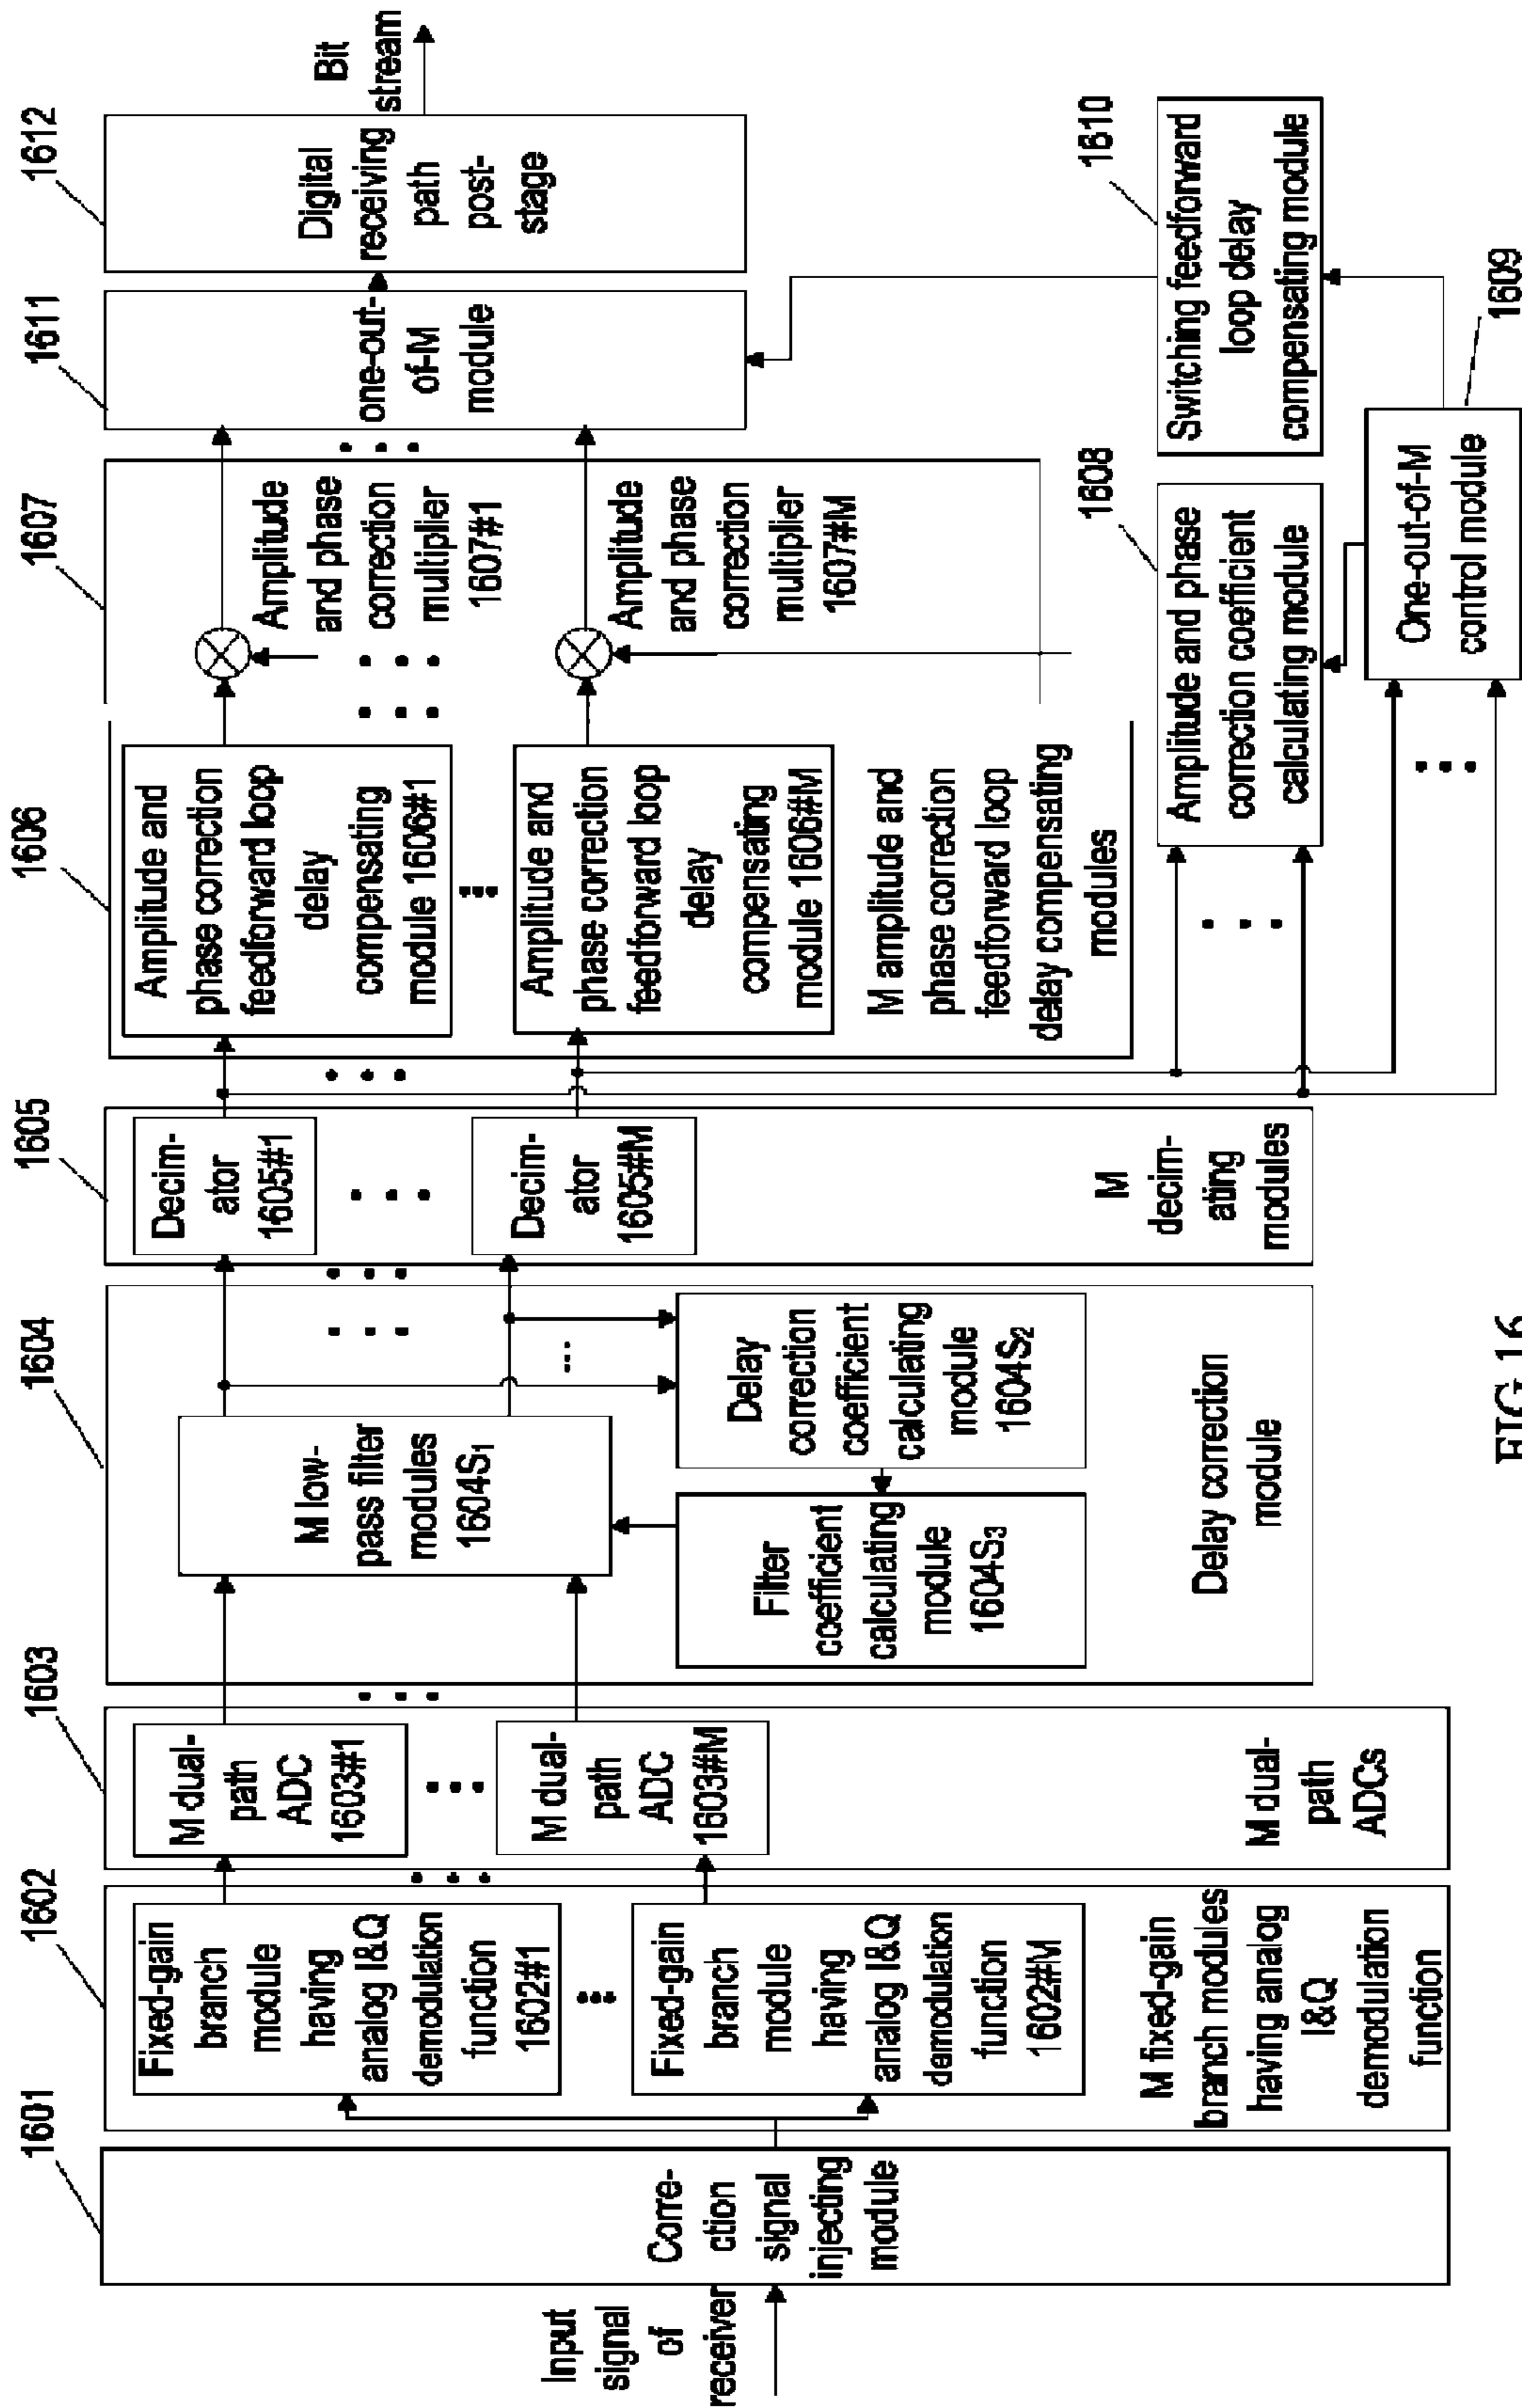 Input
signal
of
receiver
1601
Corre-
ction
signal
injecting
module
1602
Fixed-gain
branch
module
having
analog I&Q
demodulation
function
1602#1
Fixed-gain
branch
module
having
analog I&Q
demodulation
function
1602#M
M fixed-gain
branch modules
having analog
I&Q
demodulation
function
1603
M dual-
path
ADC
1603#1
M dual-
path
ADC
1603#M
M dual-
path
ADCs
1604
M low-
pass filter
modules
1604S1
Filter
coefficient
calculating
module
1604S3
Delay
correction
coefficient
calculating
module
1604S2
Delay correction
module
1605
Decim-
ator
1605#1
Decim-
ator
1605#M
M
decim-
ating
modules
1606
Amplitude and
phase correction
feedforward loop
delay
compensating
module 1606#1
Amplitude and
phase correction
feedforward loop
delay
compensating
module 1606#M
M amplitude and
phase correction
feedforward loop
delay compensating
modules
1607
Amplitude
and phase
correction
multiplier
1607#1
Amplitude
and phase
correction
multiplier
1607#M
1608
Amplitude and phase
correction coefficient
calculating module
1609
One-out-of-M
control module
1610
Switching feedforward
loop delay
compensating module
1611
one-out-
of-M
module
1612
Digital
receiving
path
post-
stage
Bit
stream
FIG. 16